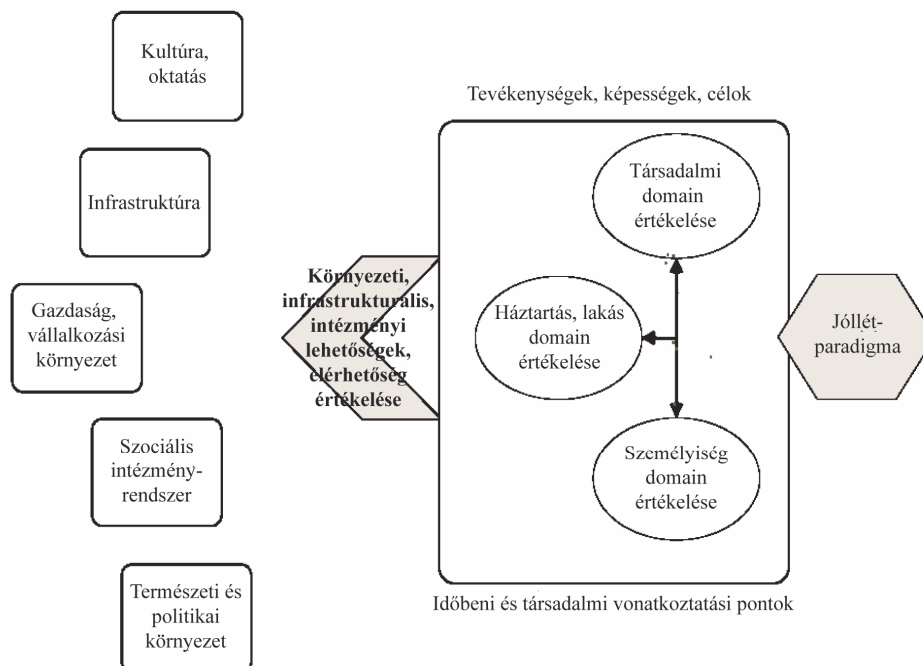 Kultúra,
oktatás
Infrastruktúra
Gazdaság,
vállalkozási
környezet
Szociális
intézmény-
rendszer
Természeti és
politikai
környezet
Környezeti,
infrastrukturális,
intézményi
lehetőségek,
elérhetőség
értékelése
Tevékenységek, képességek, célok
Társadalmi
domain
értékelése
Háztartás, lakás
domain
értékelése
Személyiség
domain
értékelése
Időbeni és társadalmi vonatkoztatási pontok
Jóllét-
paradigma